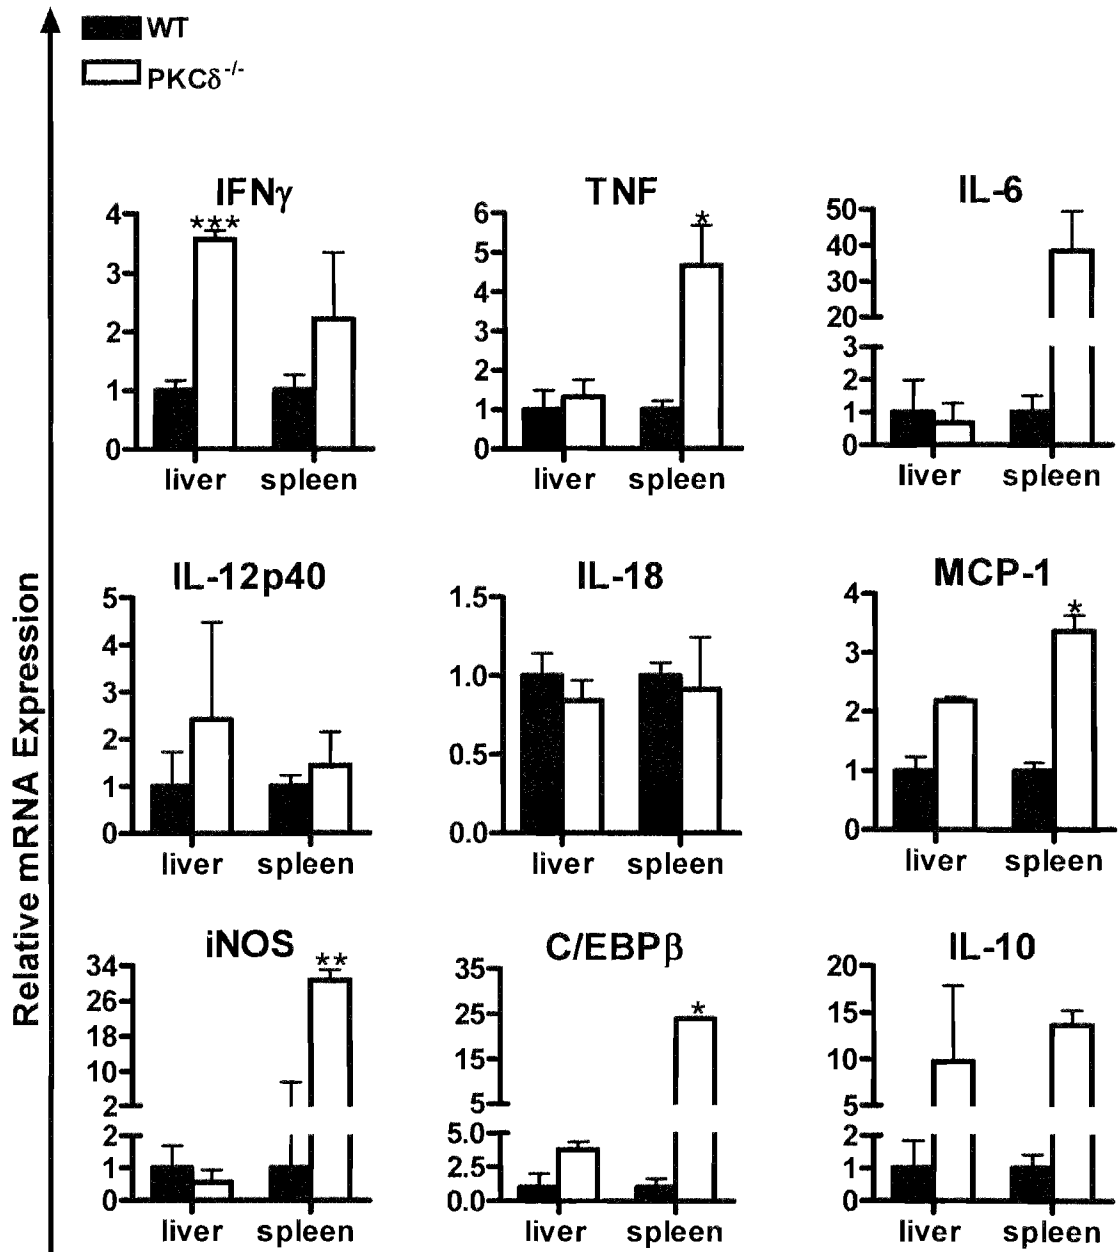 WT
PKCδ-/-
Relative mRNA Expression
IFNγ
4
3
2
1
0
***
liver spleen
TNF
6
5
4
3
2
1
0
*
liver spleen
IL-6
50
40
30
20
3
2
1
0
liver spleen
IL-12p40
5
4
3
2
1
0
liver spleen
IL-18
1.5
1.0
0.5
0.0
liver spleen
MCP-1
4
3
2
1
0
*
liver spleen
iNOS
34
26
18
10
2
2
1
0
**
liver spleen
C/EBPβ
35
25
15
5
5.0
2.5
0.0
*
liver spleen
IL-10
20
15
10
5
2
1
0
liver spleen